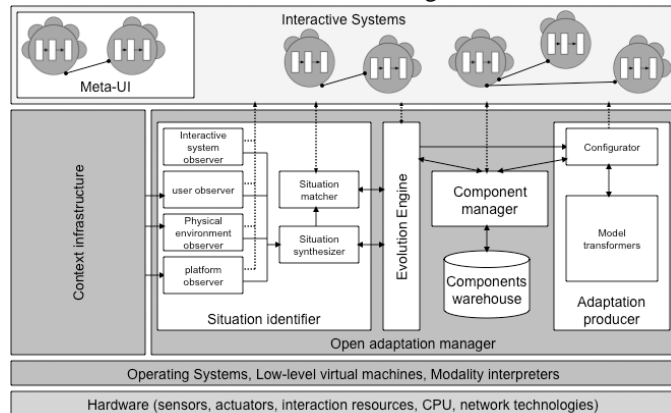 Interactive Systems
Meta-UI
Context infrastructure
Interactive
system
observer
user observer
Physical
environment
observer
platform
observer
Situation
matcher
Situation
synthesizer
Situation identifier
Evolution Engine
Component
manager
Components
warehouse
Configurator
Model
transformers
Adaptation
producer
Open adaptation manager
Operating Systems, Low-level virtual machines, Modality interpreters
Hardware (sensors, actuators, interaction resources, CPU, network technologies)